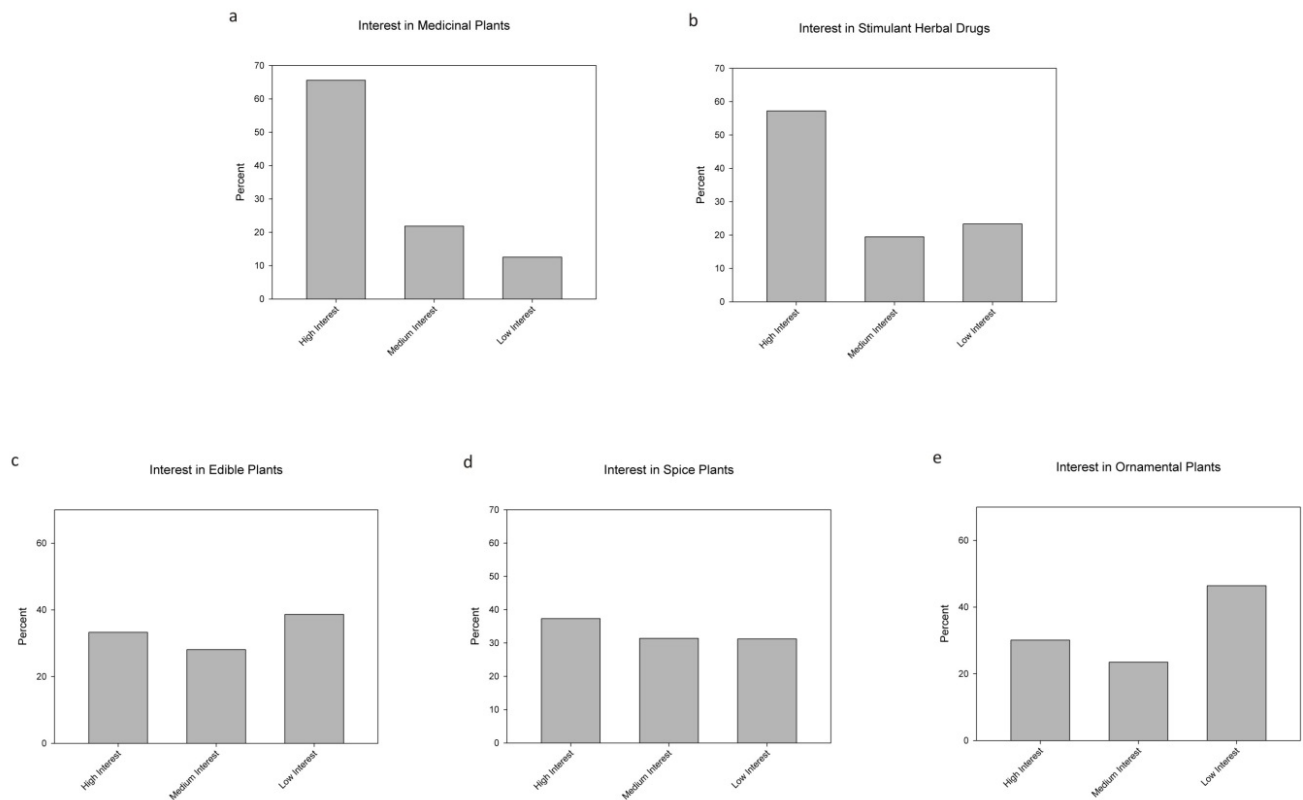 a
Interest in Medicinal Plants
Percent
70
60
50
40
30
20
10
0
High Interest
Medium Interest
Low Interest
b
Interest in Stimulant Herbal Drugs
Percent
70
60
50
40
30
20
10
0
High Interest
Medium Interest
Low Interest
c
Interest in Edible Plants
Percent
60
40
20
0
High Interest
Medium Interest
Low Interest
d
Interest in Spice Plants
Percent
70
60
50
40
30
20
10
0
High Interest
Medium Interest
Low Interest
e
Interest in Ornamental Plants
Percent
60
40
20
0
High Interest
Medium Interest
Low Interest